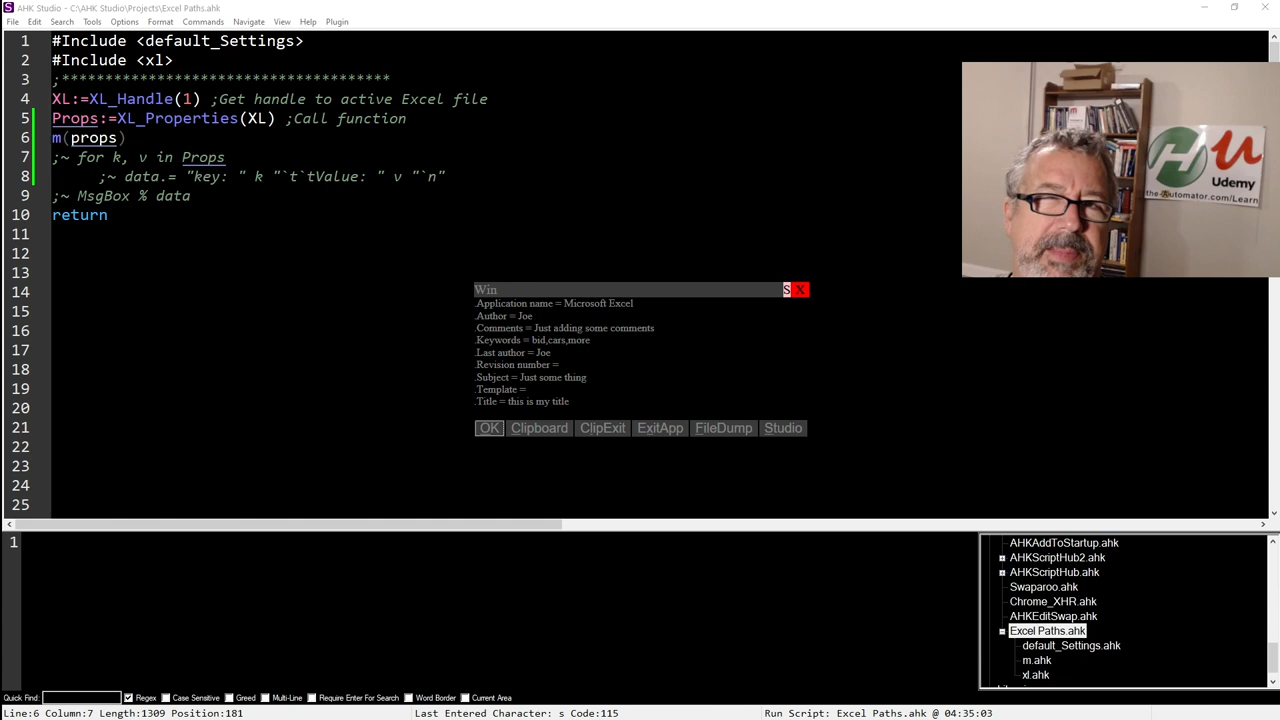 S AHK Studio - C:\AHK Studio\Projects\Excel Paths.ahk
File Edit Search Tools Options Format Commands Navigate View Help Plugin
1 #Include <default_Settings>
2 #Include <xl>
3 ;**************************************
4 XL:=XL_Handle(1) ;Get handle to active Excel file
5 Props:=XL_Properties(XL) ;Call function
6 m(props)
7 ;~ for k, v in Props
8 ;~ data.= "key: " k "`t`tValue: " v "`n"
9 ;~ MsgBox % data
10 return
11
12
13
14
15
16
17
18
19
20
21
22
23
24
25
H U
Udemy
the-Automator.com/Learn
Win S X
.Application name = Microsoft Excel
.Author = Joe
.Comments = Just adding some comments
.Keywords = bid,cars,more
.Last author = Joe
.Revision number =
.Subject = Just some thing
.Template =
.Title = this is my title
OK Clipboard ClipExit ExitApp FileDump Studio
1
AHKAddToStartup.ahk
AHKScriptHub2.ahk
AHKScriptHub.ahk
Swaparoo.ahk
Chrome_XHR.ahk
AHKEditSwap.ahk
Excel Paths.ahk
default_Settings.ahk
m.ahk
xl.ahk
Quick Find: Regex Case Sensitive Greed Multi-Line Require Enter For Search Word Border Current Area
Line:6 Column:7 Length:1309 Position:181 Last Entered Character: s Code:115 Run Script: Excel Paths.ahk @ 04:35:03